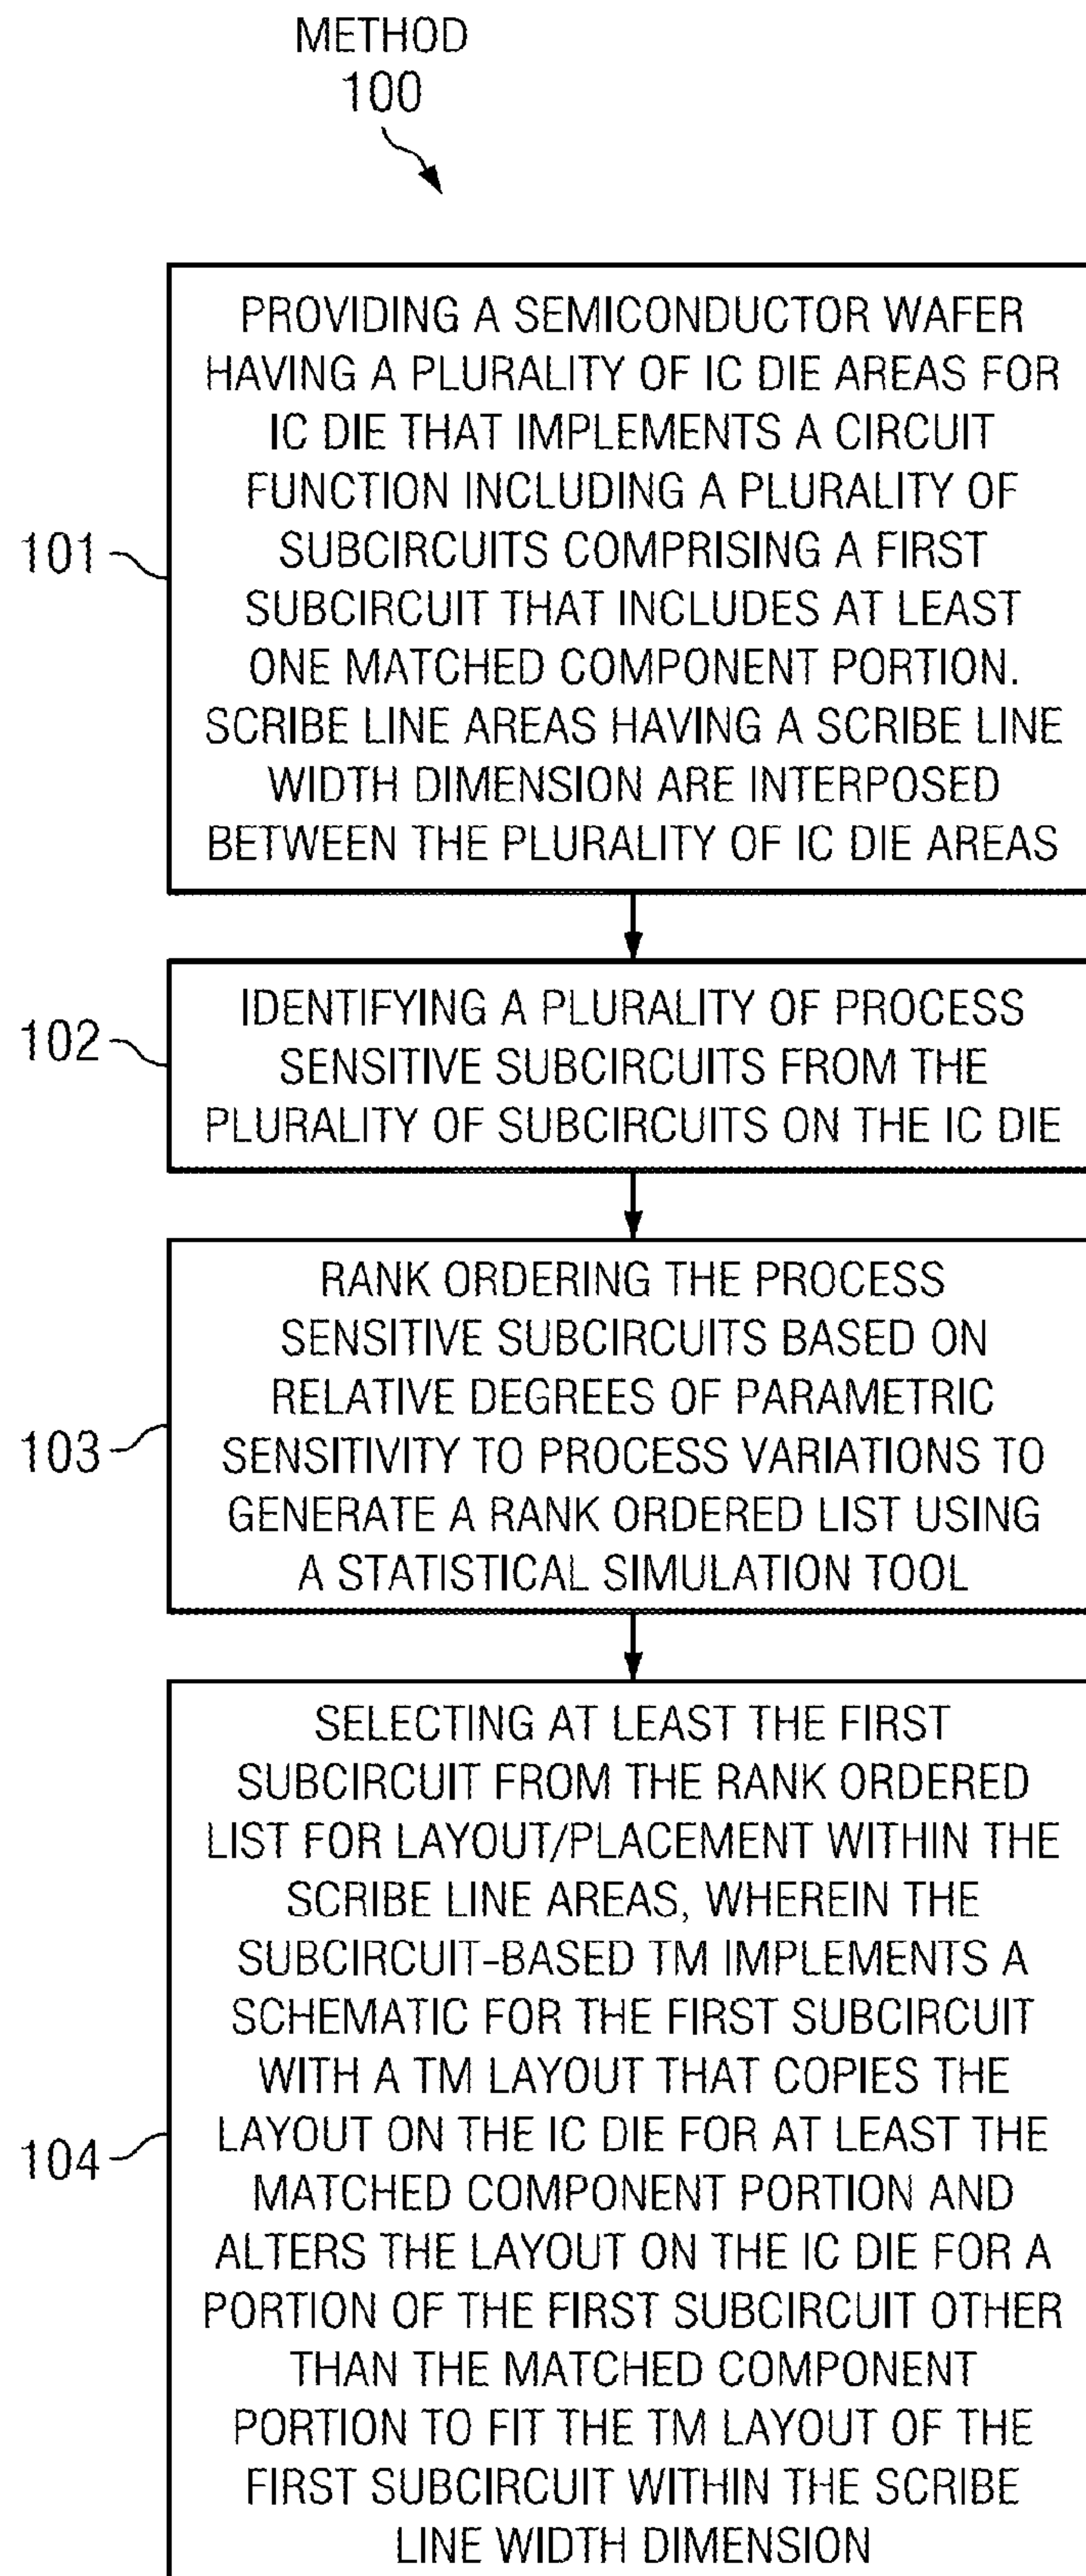 METHOD
100
PROVIDING A SEMICONDUCTOR WAFER
HAVING A PLURALITY OF IC DIE AREAS FOR
IC DIE THAT IMPLEMENTS A CIRCUIT
FUNCTION INCLUDING A PLURALITY OF
SUBCIRCUITS COMPRISING A FIRST
SUBCIRCUIT THAT INCLUDES AT LEAST
ONE MATCHED COMPONENT PORTION.
SCRIBE LINE AREAS HAVING A SCRIBE LINE
WIDTH DIMENSION ARE INTERPOSED
BETWEEN THE PLURALITY OF IC DIE AREAS
101
IDENTIFYING A PLURALITY OF PROCESS
SENSITIVE SUBCIRCUITS FROM THE
PLURALITY OF SUBCIRCUITS ON THE IC DIE
102
RANK ORDERING THE PROCESS
SENSITIVE SUBCIRCUITS BASED ON
RELATIVE DEGREES OF PARAMETRIC
SENSITIVITY TO PROCESS VARIATIONS TO
GENERATE A RANK ORDERED LIST USING
A STATISTICAL SIMULATION TOOL
103
SELECTING AT LEAST THE FIRST
SUBCIRCUIT FROM THE RANK ORDERED
LIST FOR LAYOUT/PLACEMENT WITHIN THE
SCRIBE LINE AREAS, WHEREIN THE
SUBCIRCUIT-BASED TM IMPLEMENTS A
SCHEMATIC FOR THE FIRST SUBCIRCUIT
WITH A TM LAYOUT THAT COPIES THE
LAYOUT ON THE IC DIE FOR AT LEAST THE
MATCHED COMPONENT PORTION AND
ALTERS THE LAYOUT ON THE IC DIE FOR A
PORTION OF THE FIRST SUBCIRCUIT OTHER
THAN THE MATCHED COMPONENT
PORTION TO FIT THE TM LAYOUT OF THE
FIRST SUBCIRCUIT WITHIN THE SCRIBE
LINE WIDTH DIMENSION
104